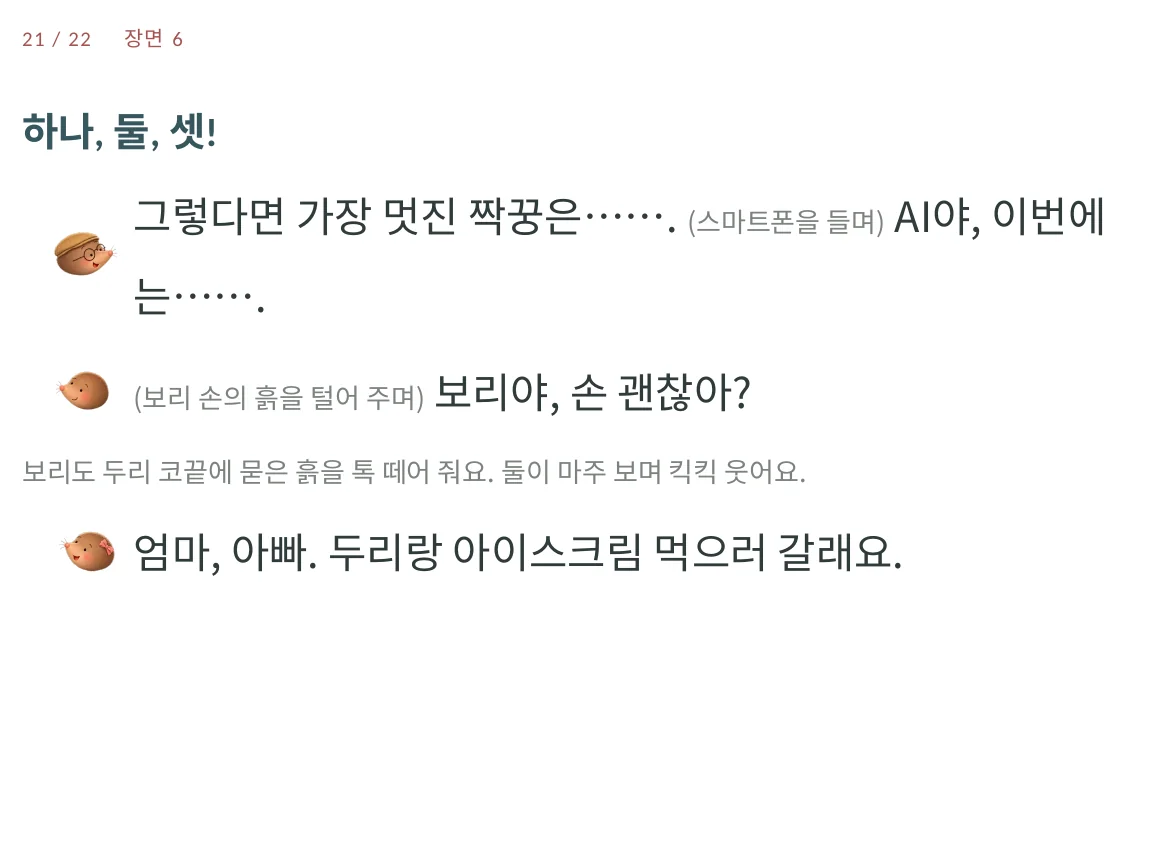 21 / 22 장면 6
하나, 둘, 셋!
그렇다면 가장 멋진 짝꿍은……. (스마트폰을 들며) AI야, 이번에
는…….
(보리 손의 흙을 털어 주며) 보리야, 손 괜찮아?
보리도 두리 코끝에 묻은 흙을 톡 떼어 줘요. 둘이 마주 보며 킥킥 웃어요.
엄마, 아빠. 두리랑 아이스크림 먹으러 갈래요.